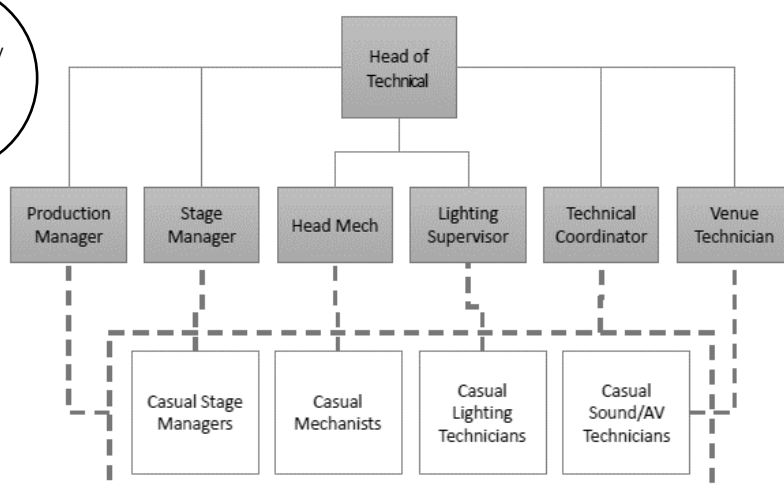 Head of
Technical
Production
Manager
Stage
Manager
Head Mech
Lighting
Supervisor
Technical
Coordinator
Venue
Technician
Casual Stage
Managers
Casual
Mechanists
Casual
Lighting
Technicians
Casual
Sound/AV
Technicians